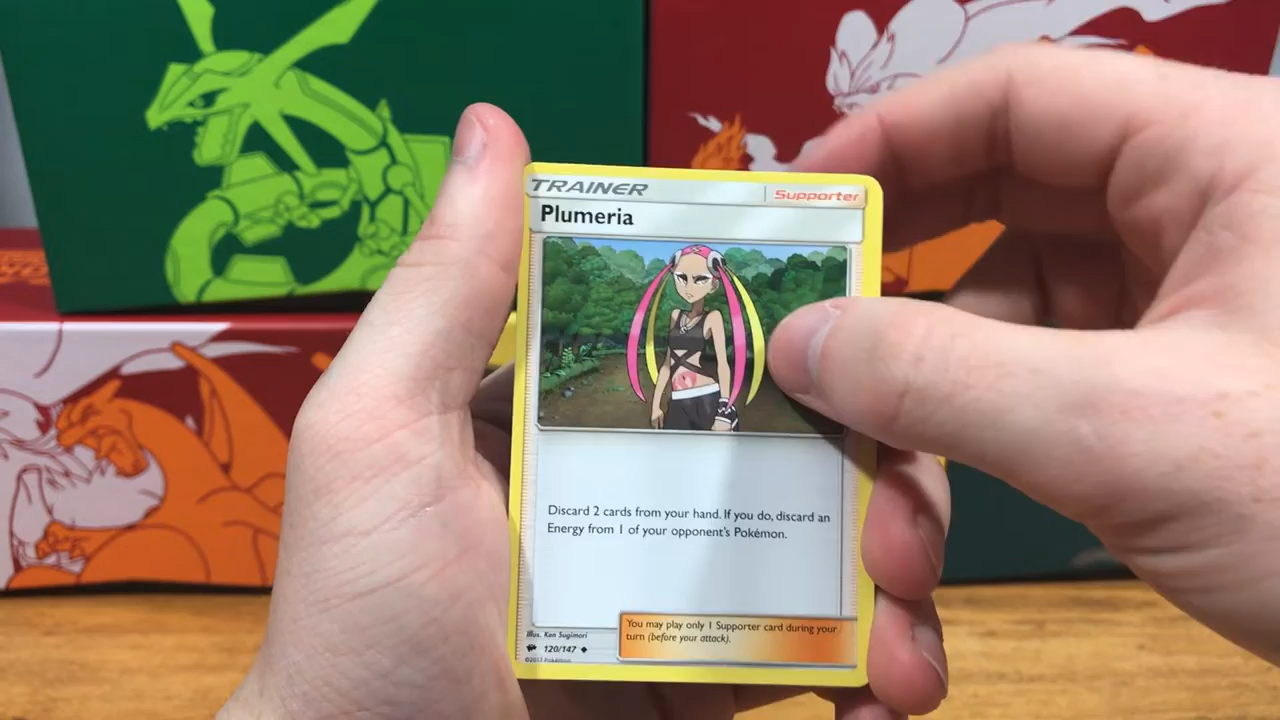 TRAINER
Supporter
Plumeria
Discard 2 cards from your hand. If you do, discard an
Energy from 1 of your opponent's Pokémon.
You may play only 1 Supporter card during your
turn (before your attack).
Illus. Ken Sugimori
120/147
©2017 Pokémon